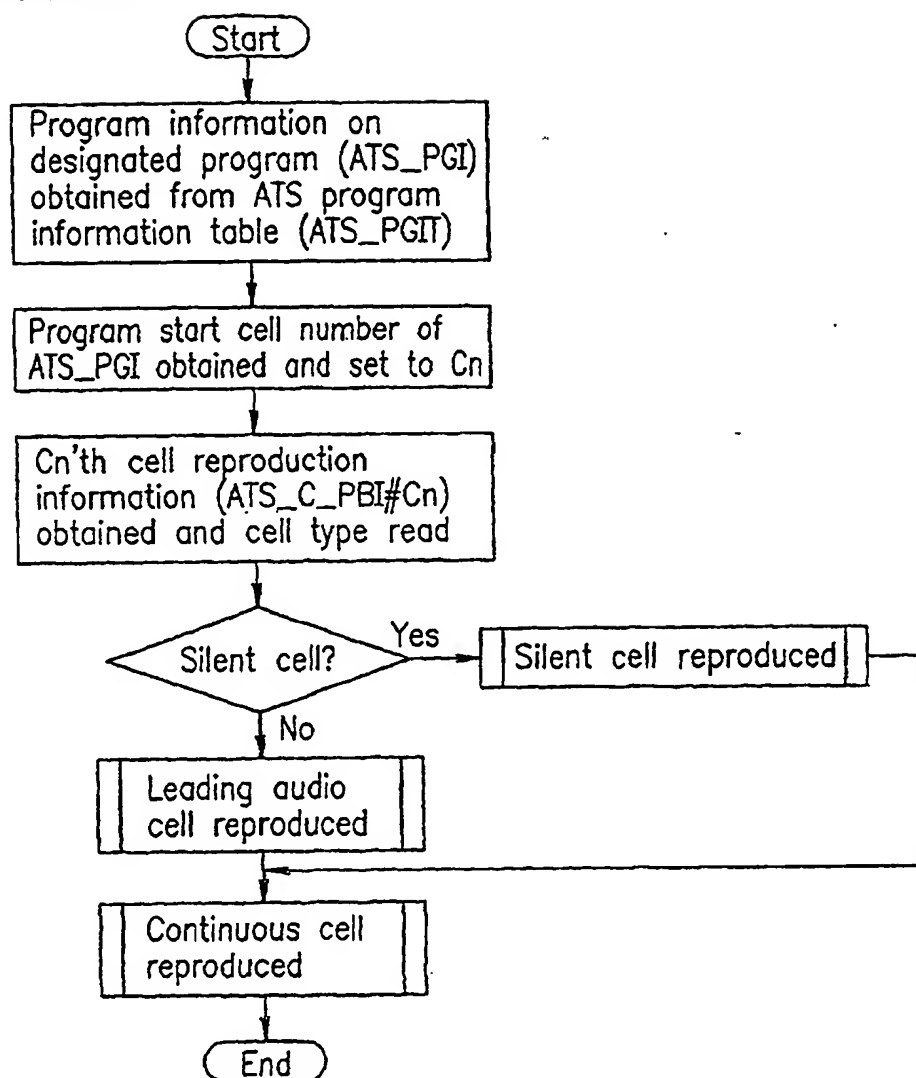 Start
Program information on
designated program (ATS_PGI)
obtained from ATS program
information table (ATS_PGIT)
Program start cell number of
ATS_PGI obtained and set to Cn
Cn'th cell reproduction
information (ATS_C_PBI#Cn)
obtained and cell type read
Silent cell?
Yes
Silent cell reproduced
No
Leading audio
cell reproduced
Continuous cell
reproduced
End